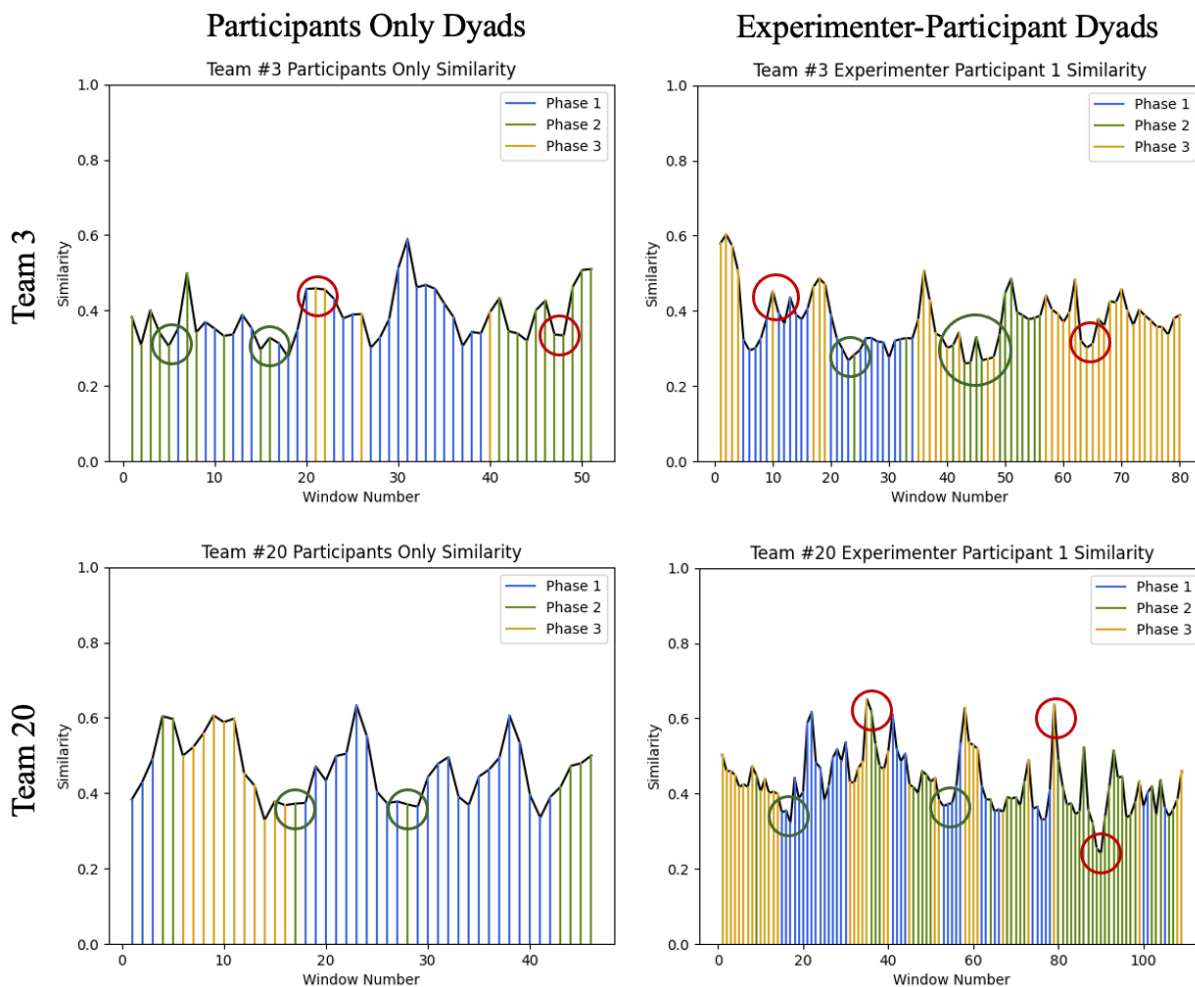 Participants Only Dyads
Experimenter-Participant Dyads
Team 3
Team #3 Participants Only Similarity
Similarity
1.0
0.8
0.6
0.4
0.2
0.0
Phase 1
Phase 2
Phase 3
0 10 20 30 40 50
Window Number
Team #3 Experimenter Participant 1 Similarity
Similarity
1.0
0.8
0.6
0.4
0.2
0.0
Phase 1
Phase 2
Phase 3
0 10 20 30 40 50 60 70 80
Window Number
Team 20
Team #20 Participants Only Similarity
Similarity
1.0
0.8
0.6
0.4
0.2
0.0
Phase 1
Phase 2
Phase 3
0 10 20 30 40
Window Number
Team #20 Experimenter Participant 1 Similarity
Similarity
1.0
0.8
0.6
0.4
0.2
0.0
Phase 1
Phase 2
Phase 3
0 20 40 60 80 100
Window Number